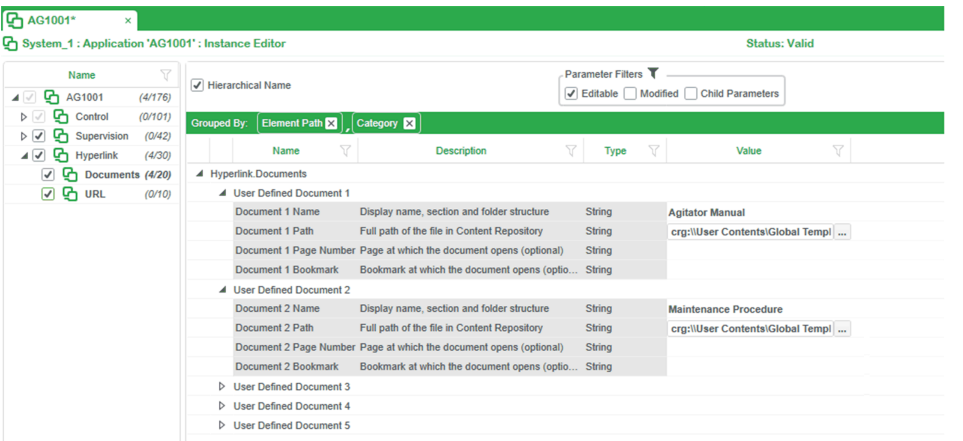 AG1001* ×
System_1 : Application 'AG1001' : Instance Editor
Status: Valid
Name
AG1001 (4/176)
Control (0/101)
Supervision (0/42)
Hyperlink (4/30)
Documents (4/20)
URL (0/10)
Hierarchical Name
Parameter Filters
Editable Modified Child Parameters
Grouped By: Element Path , Category
Name Description Type Value
Hyperlink.Documents
User Defined Document 1
Document 1 Name Display name, section and folder structure String Agitator Manual
Document 1 Path Full path of the file in Content Repository String crg:\\User Contents\Global Templ ...
Document 1 Page Number Page at which the document opens (optional) String
Document 1 Bookmark Bookmark at which the document opens (optio... String
User Defined Document 2
Document 2 Name Display name, section and folder structure String Maintenance Procedure
Document 2 Path Full path of the file in Content Repository String crg:\\User Contents\Global Templ ...
Document 2 Page Number Page at which the document opens (optional) String
Document 2 Bookmark Bookmark at which the document opens (optio... String
User Defined Document 3
User Defined Document 4
User Defined Document 5